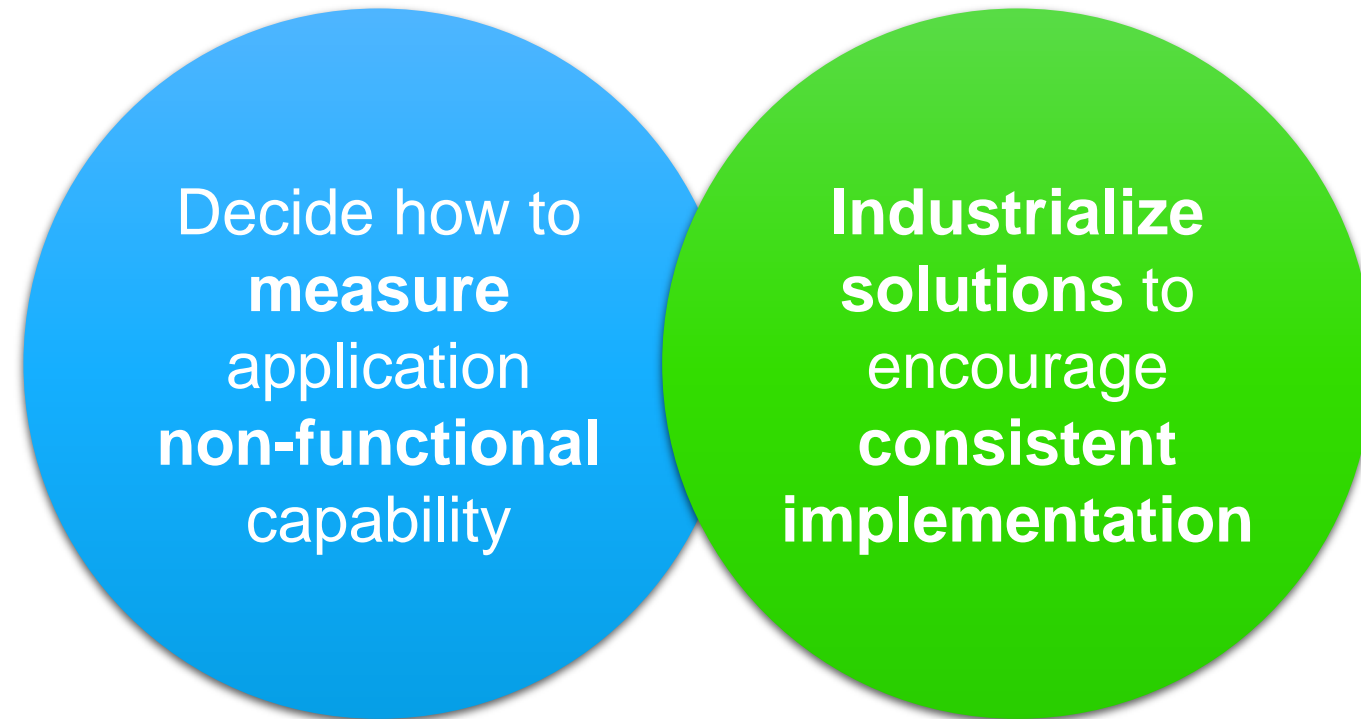 Decide how to
measure
application
non-functional
capability
Industrialize
solutions to
encourage
consistent
implementation